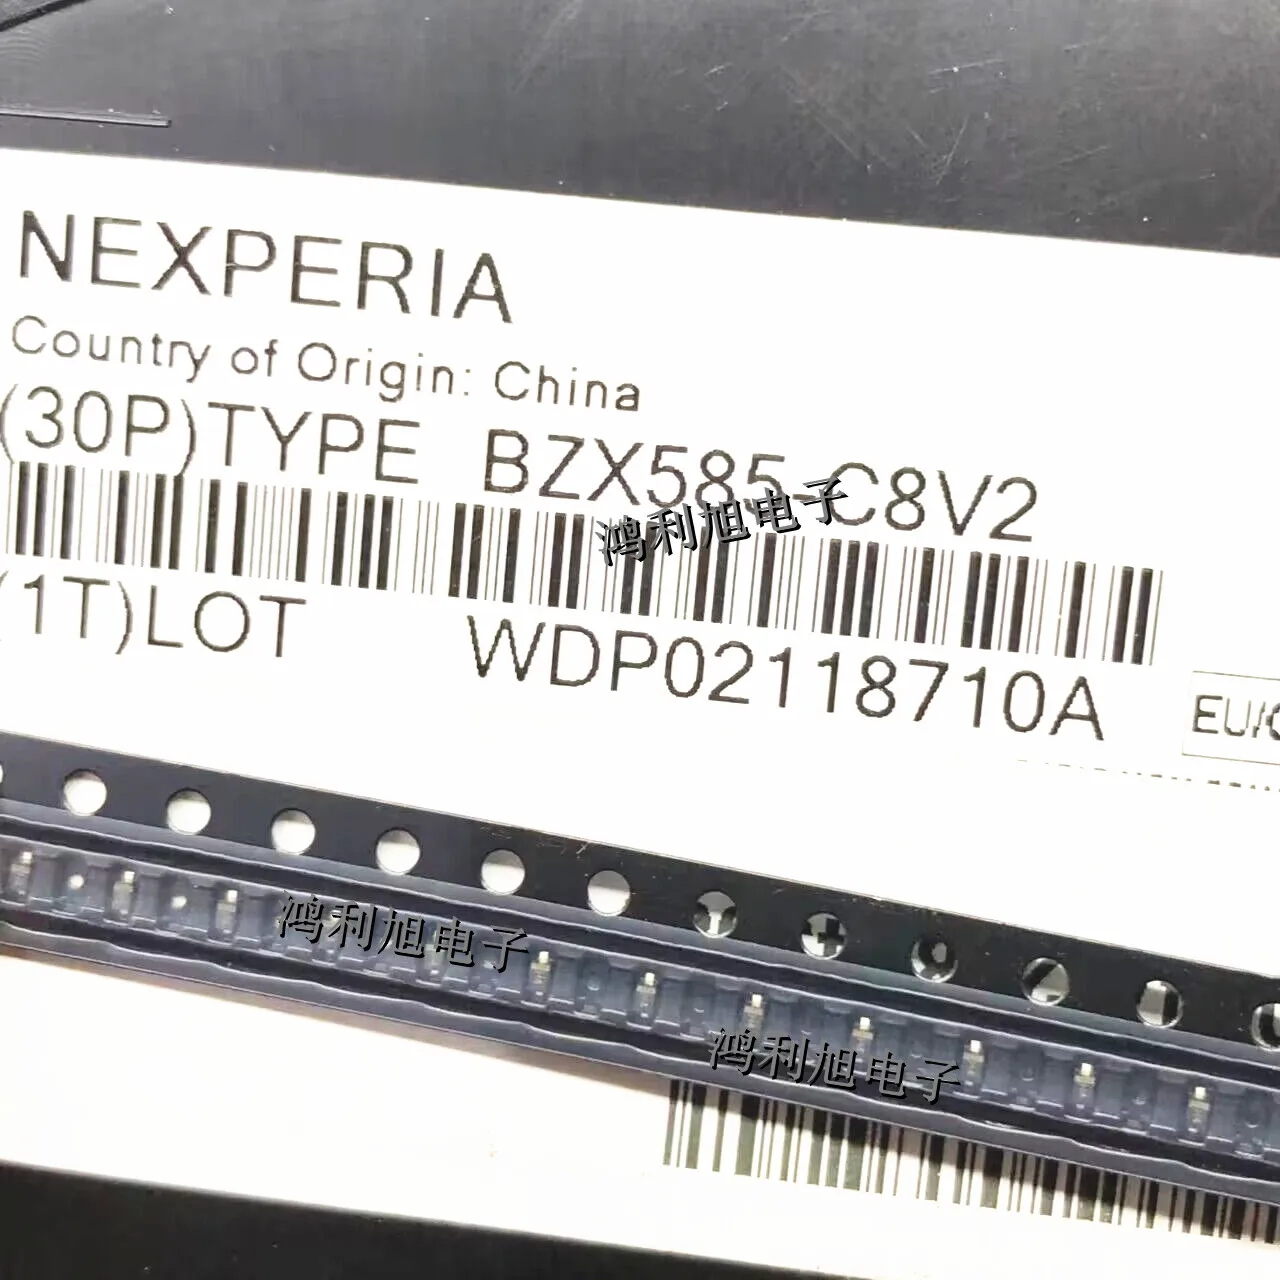 NEXPERIA
Country of Origin: China
(30P)TYPE BZX585-C8V2
鸿利旭电子
(1T)LOT WDP02118710A
EU/
鸿利旭电子
鸿利旭电子